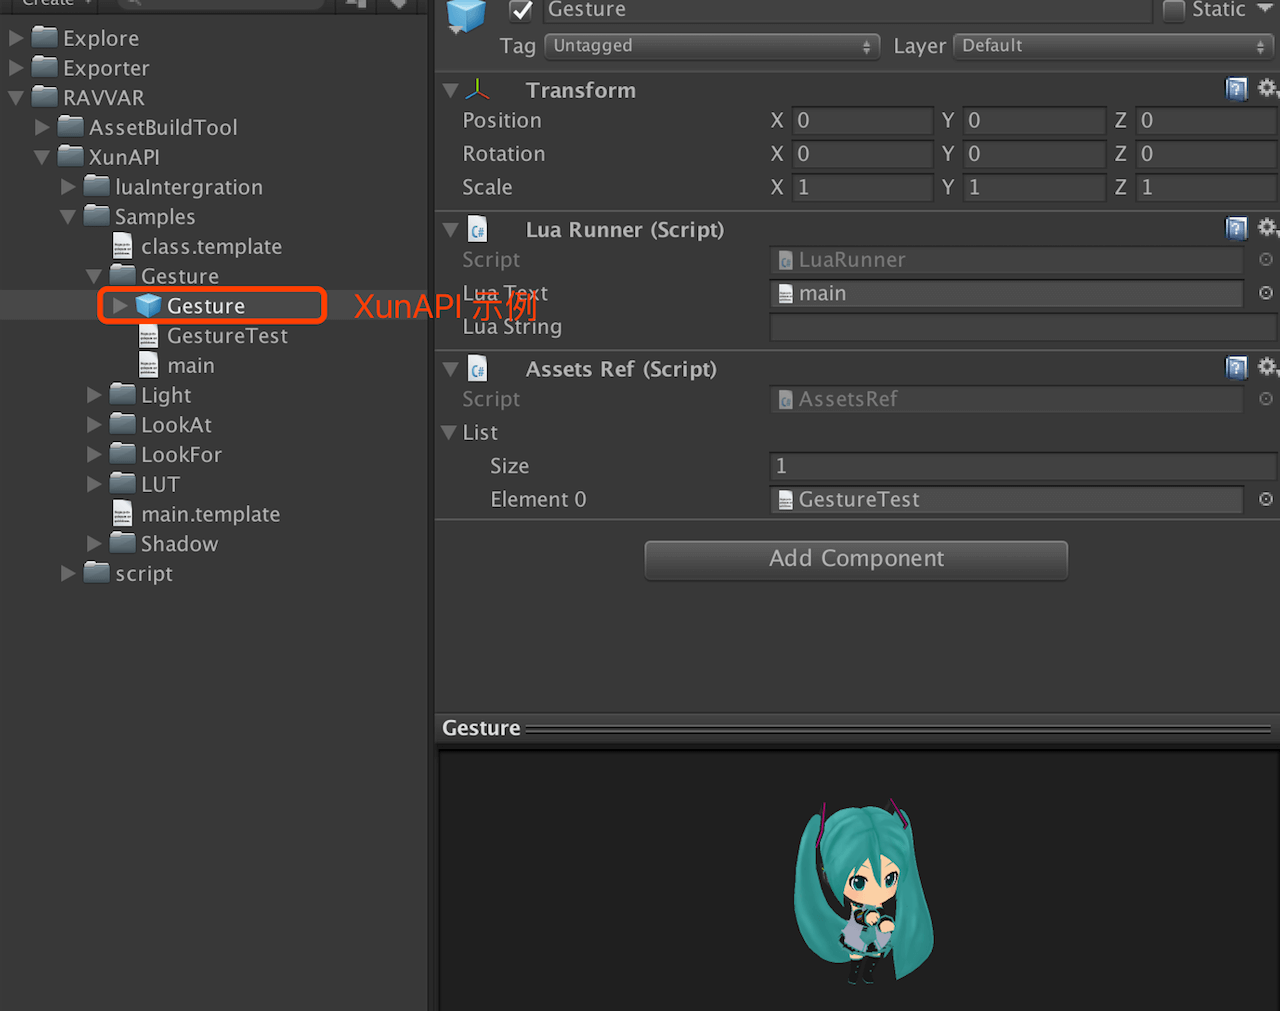 Create
Explore
Exporter
RAVVAR
AssetBuildTool
XunAPI
luaIntergration
Samples
class.template
Gesture
Gesture
XunAPI 示例
GestureTest
main
Light
LookAt
LookFor
LUT
main.template
Shadow
script
Gesture
Static
Tag Untagged Layer Default
Transform
Position X 0 Y 0 Z 0
Rotation X 0 Y 0 Z 0
Scale X 1 Y 1 Z 1
Lua Runner (Script)
Script LuaRunner
Lua Text main
Lua String
Assets Ref (Script)
Script AssetsRef
List
Size 1
Element 0 GestureTest
Add Component
Gesture